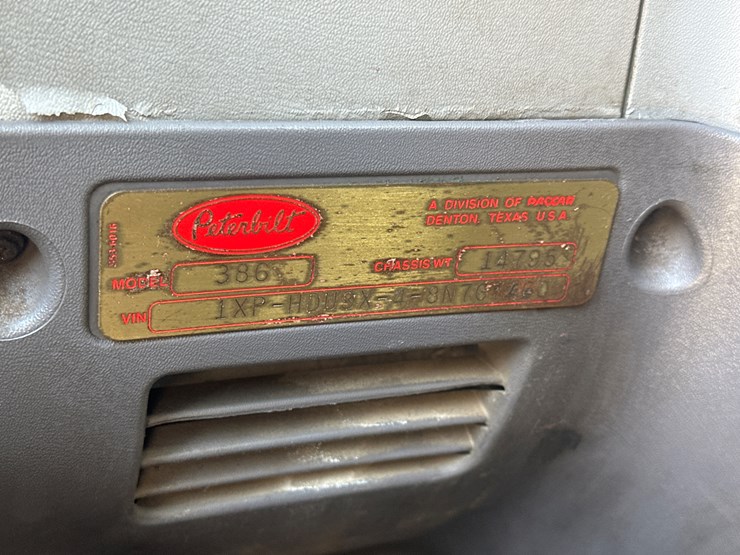 Peterbilt
A DIVISION OF PACCAR
DENTON, TEXAS U S A
MODEL 386 CHASSIS WT 14795
VIN